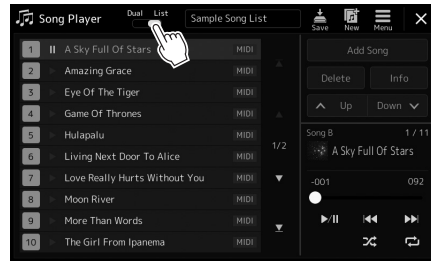 Song Player Dual List Sample Song List Save New Menu
1 A Sky Full Of Stars MIDI
2 Amazing Grace MIDI
3 Eye Of The Tiger MIDI
4 Game Of Thrones MIDI
5 Hulapalu MIDI
6 Living Next Door To Alice MIDI
7 Love Really Hurts Without You MIDI
8 Moon River MIDI
9 More Than Words MIDI
10 The Girl From Ipanema MIDI
1/2
Add Song
Delete Info
Up Down
Song B 1 / 11
A Sky Full Of Stars
-001 092